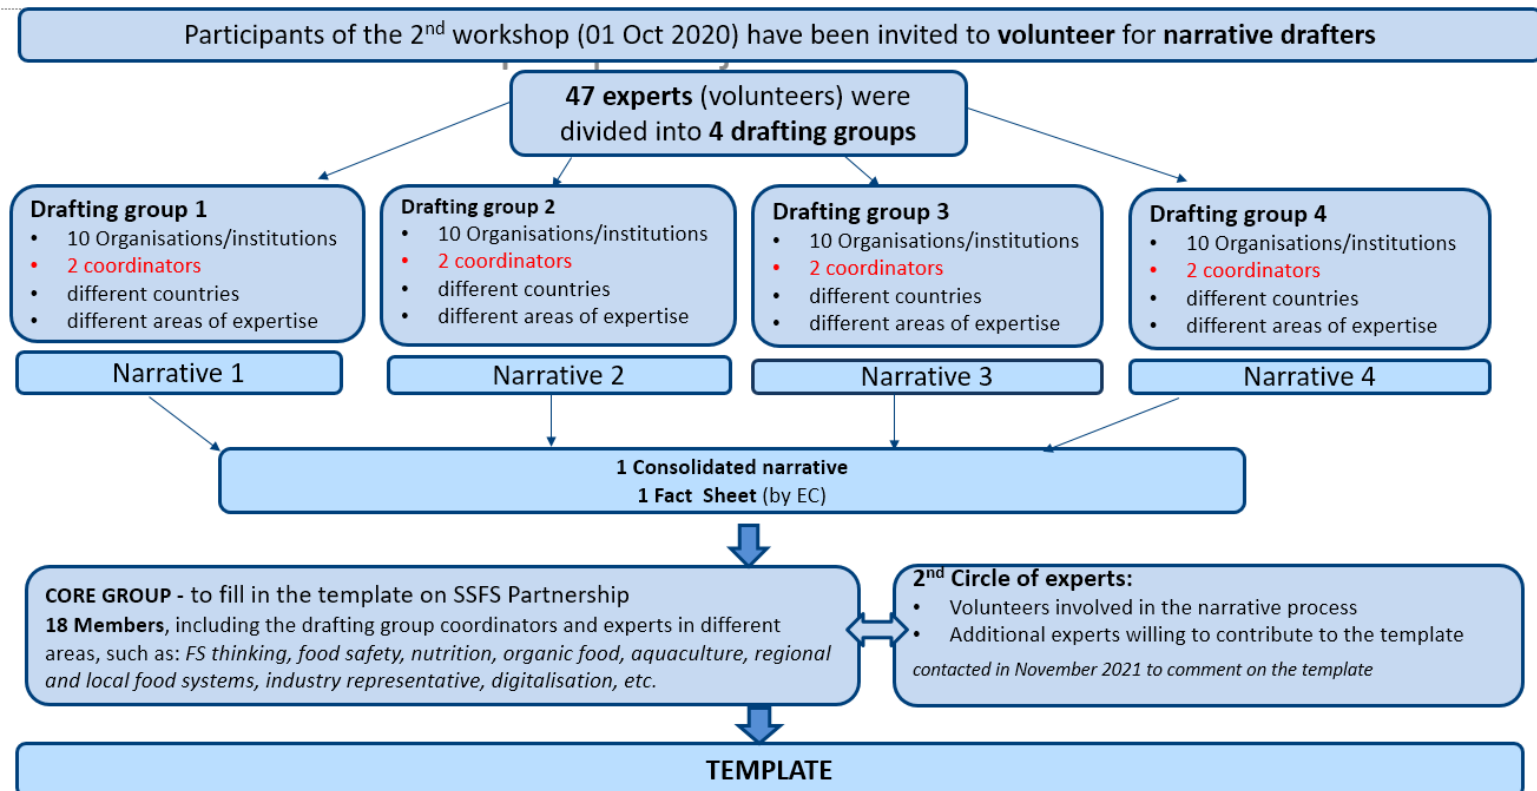 Participants of the 2nd workshop (01 Oct 2020) have been invited to volunteer for narrative drafters
47 experts (volunteers) were
divided into 4 drafting groups
Drafting group 1
• 10 Organisations/institutions
• 2 coordinators
• different countries
• different areas of expertise
Drafting group 2
• 10 Organisations/institutions
• 2 coordinators
• different countries
• different areas of expertise
Drafting group 3
• 10 Organisations/institutions
• 2 coordinators
• different countries
• different areas of expertise
Drafting group 4
• 10 Organisations/institutions
• 2 coordinators
• different countries
• different areas of expertise
Narrative 1
Narrative 2
Narrative 3
Narrative 4
1 Consolidated narrative
1 Fact Sheet (by EC)
CORE GROUP - to fill in the template on SSFS Partnership
18 Members, including the drafting group coordinators and experts in different
areas, such as: FS thinking, food safety, nutrition, organic food, aquaculture, regional
and local food systems, industry representative, digitalisation, etc.
2nd Circle of experts:
• Volunteers involved in the narrative process
• Additional experts willing to contribute to the template
contacted in November 2021 to comment on the template
TEMPLATE